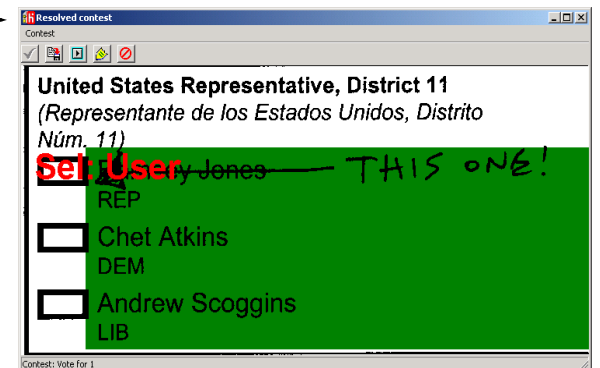 Resolved contest
Contest
United States Representative, District 11
(Representante de los Estados Unidos, Distrito
Núm. 11)
Sel: User
Jones THIS ONE!
REP
Chet Atkins
DEM
Andrew Scoggins
LIB
Contest: Vote for 1